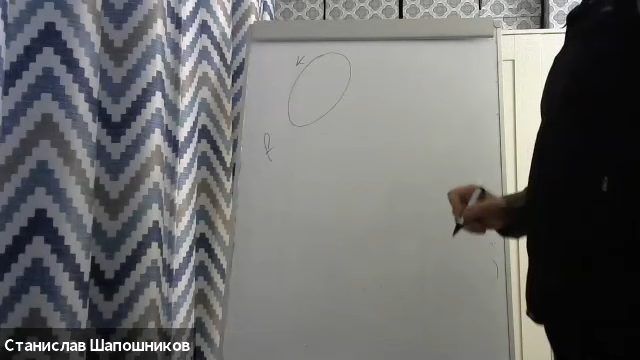 K
Станислав Шапошников